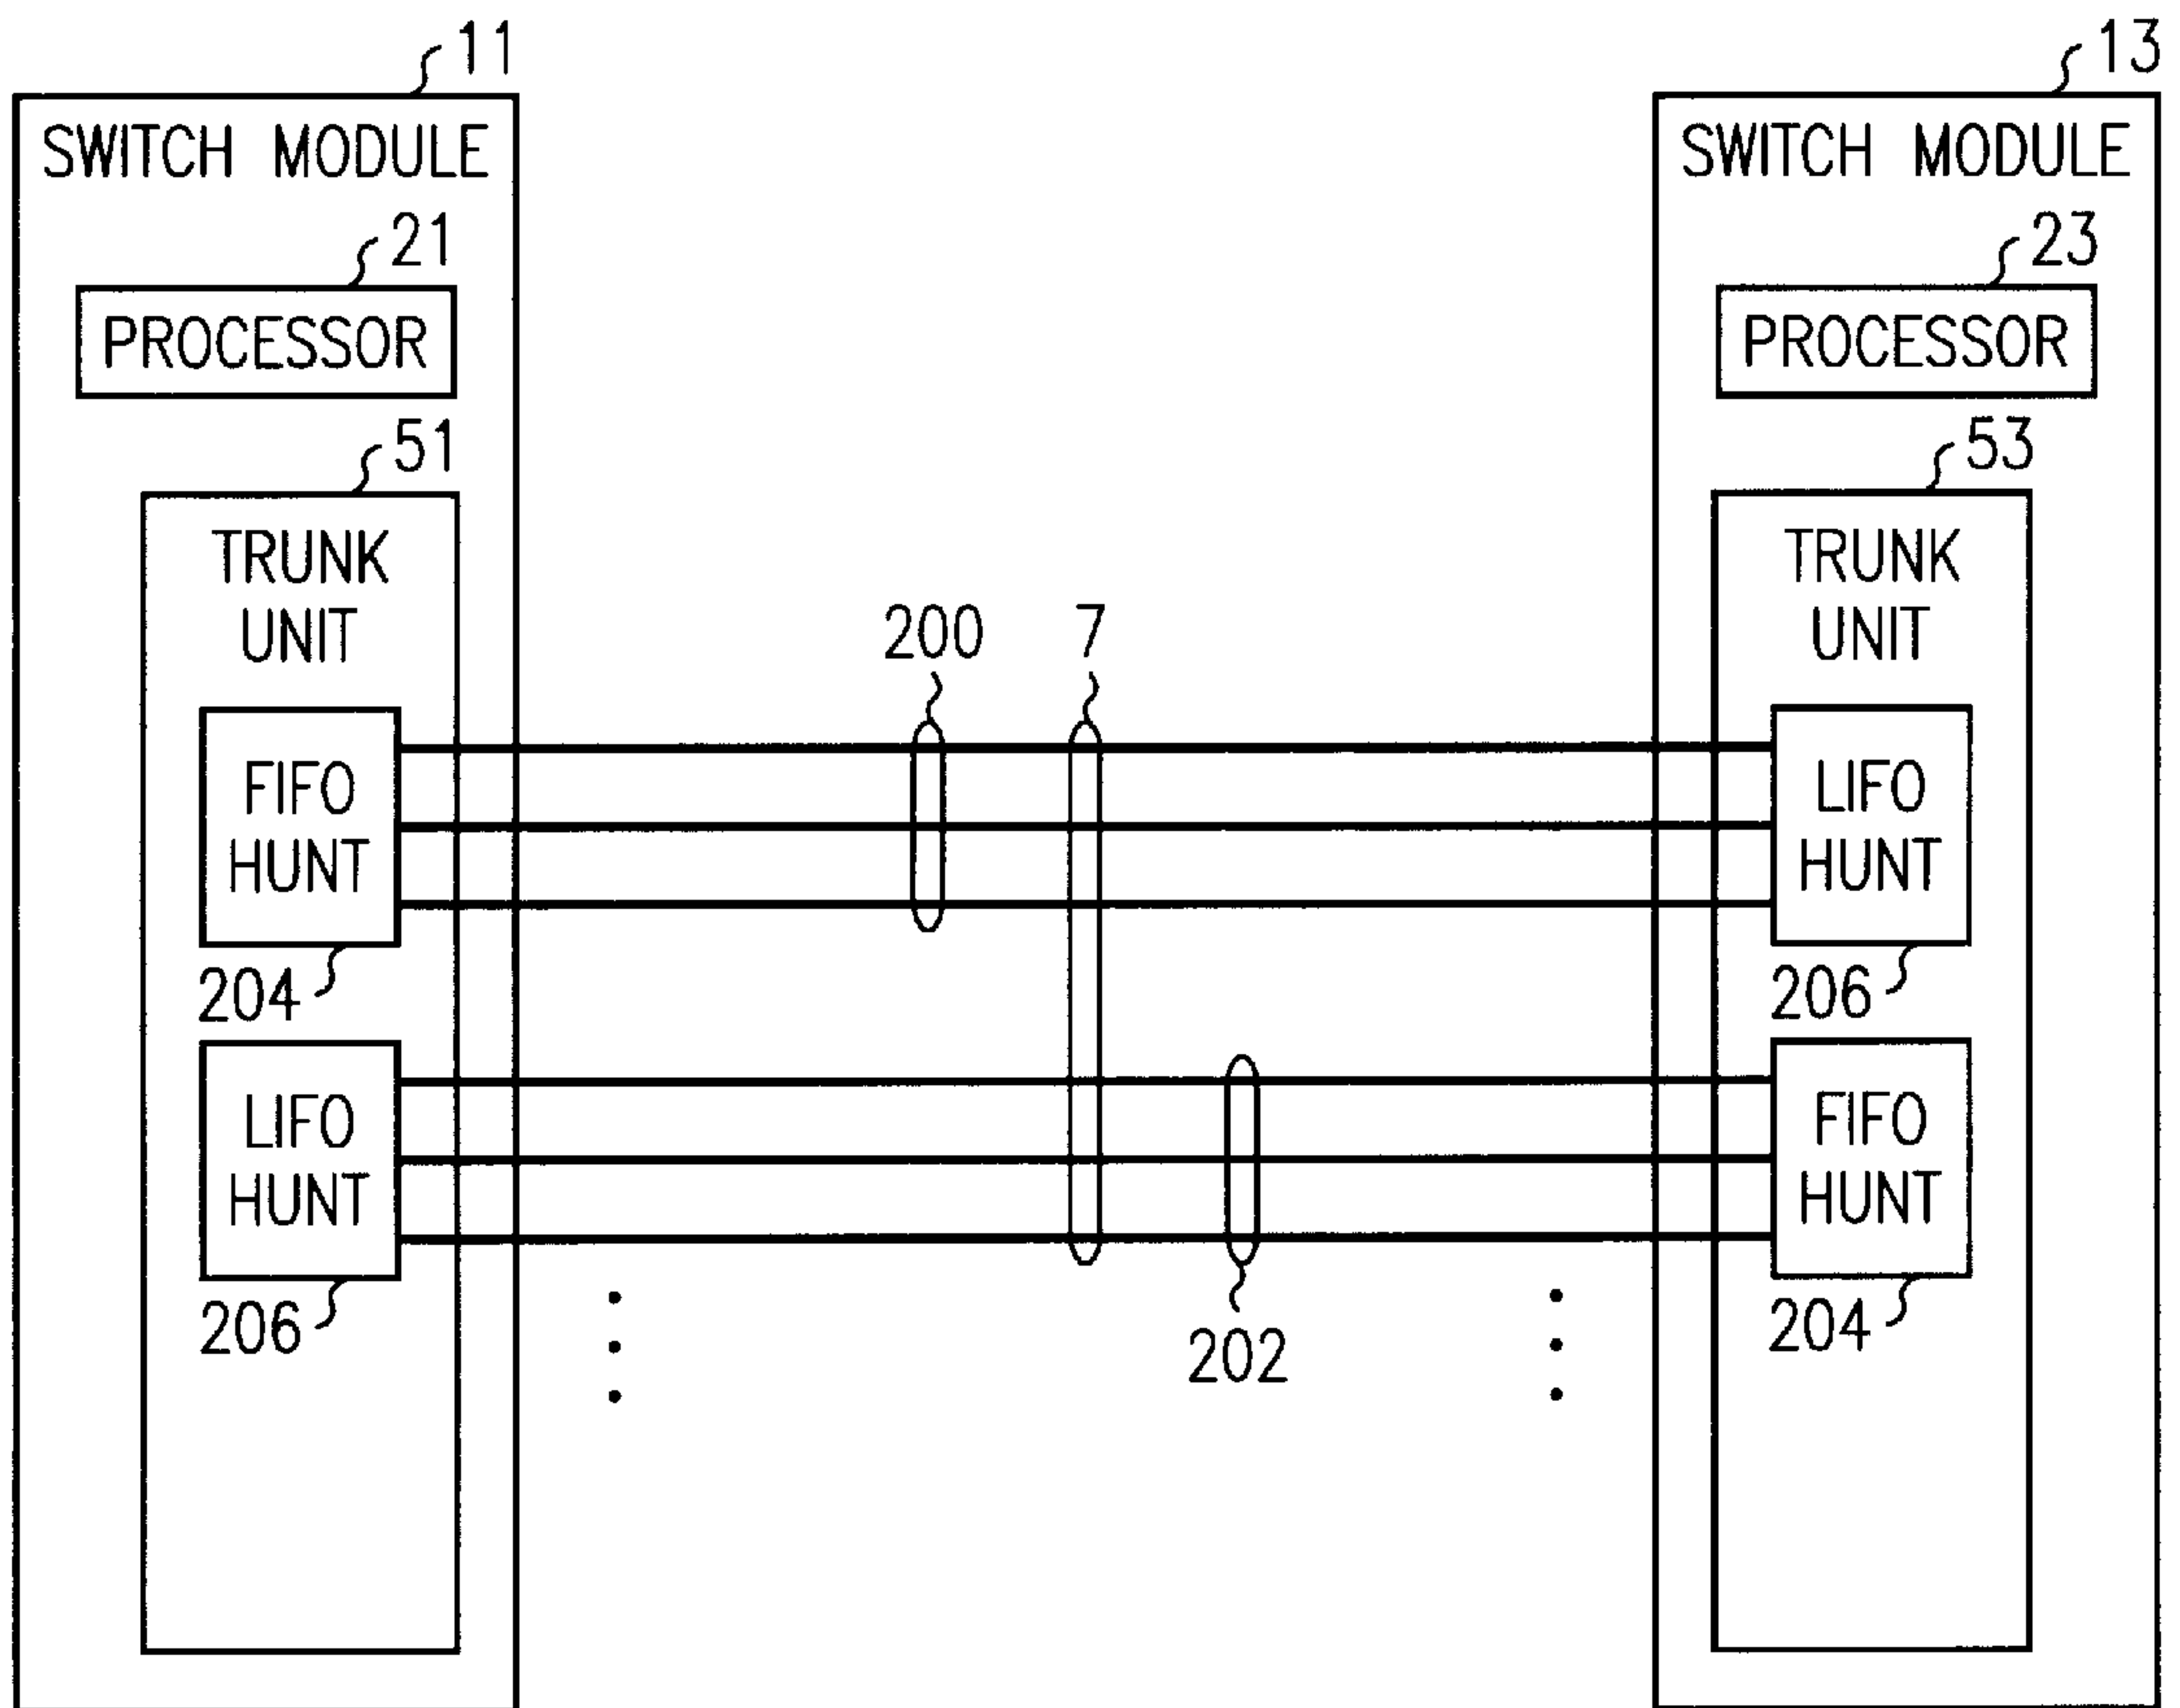 11
SWITCH MODULE
21
PROCESSOR
51
TRUNK
UNIT
FIFO
HUNT
204
LIFO
HUNT
206
200
7
202
13
SWITCH MODULE
23
PROCESSOR
53
TRUNK
UNIT
LIFO
HUNT
206
FIFO
HUNT
204